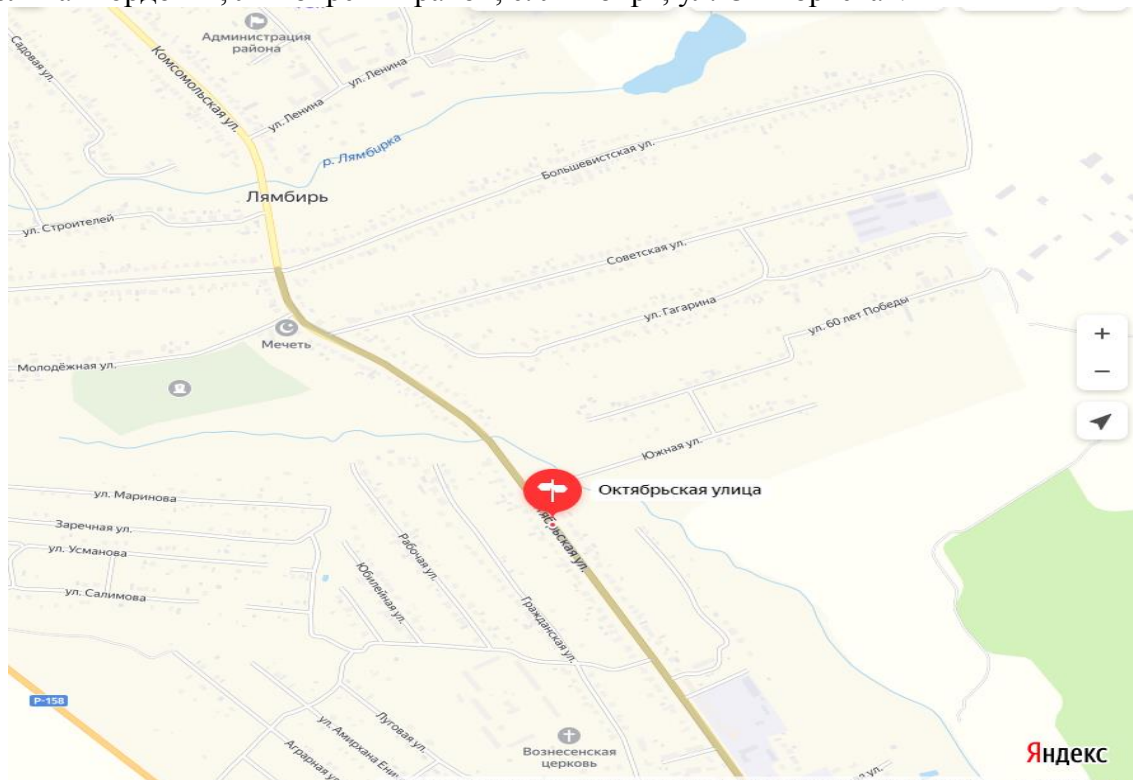 Администрация
района
Садовая ул.
Комсомольская ул.
ул. Ленина
ул. Ленина
р. Лямбирка
Большевистская ул.
Лямбирь
ул. Строителей
Советская ул.
ул. Гагарина
ул. 60 лет Победы
Мечеть
Молодёжная ул.
+
−
Южная ул.
Октябрьская улица
ул. Маринова
Заречная ул.
ул. Усманова
ул. Салимова
Рабочая ул.
Юбилейная ул.
Гражданская ул.
Р-158
Луговая ул.
ул. Амирхана
Аграрная
Вознесенская
церковь
Яндекс